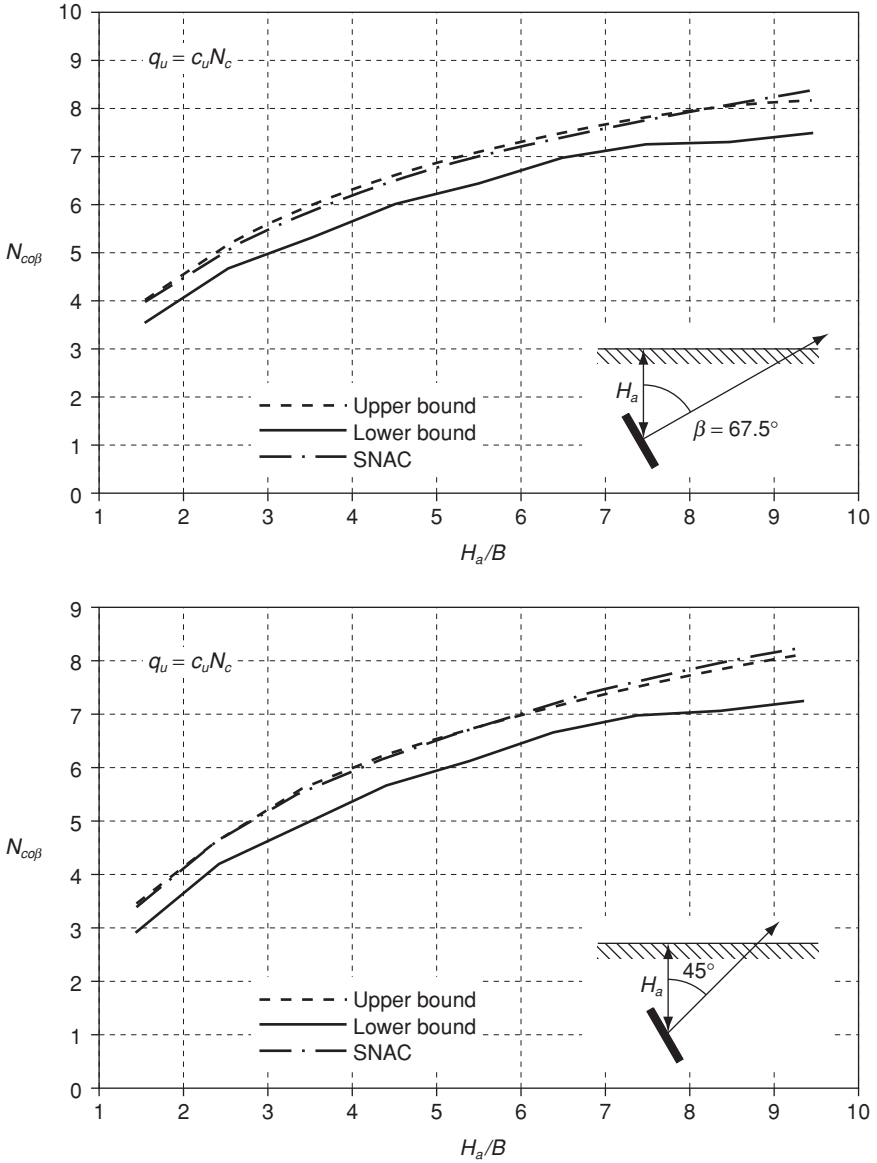 10
9
8
7
6
5
4
3
2
1
0
q_u = c_uN_c
N_coβ
Upper bound
Lower bound
SNAC
H_a
β = 67.5°
1 2 3 4 5 6 7 8 9 10
H_a/B
9
8
7
6
5
4
3
2
1
0
q_u = c_uN_c
N_coβ
Upper bound
Lower bound
SNAC
H_a
45°
1 2 3 4 5 6 7 8 9 10
H_a/B